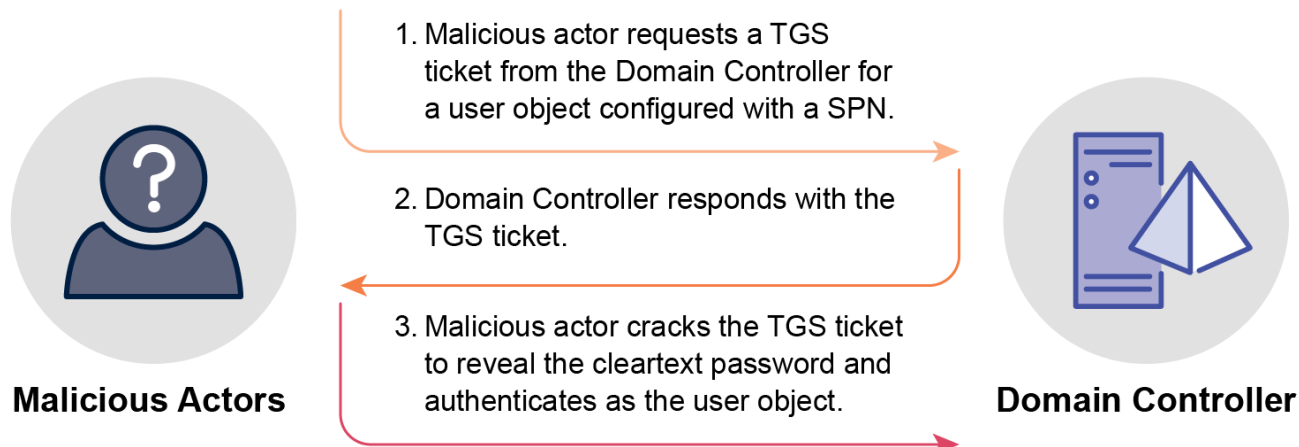 1. Malicious actor requests a TGS
ticket from the Domain Controller for
a user object configured with a SPN.
2. Domain Controller responds with the
TGS ticket.
3. Malicious actor cracks the TGS ticket
to reveal the cleartext password and
authenticates as the user object.
Malicious Actors
Domain Controller